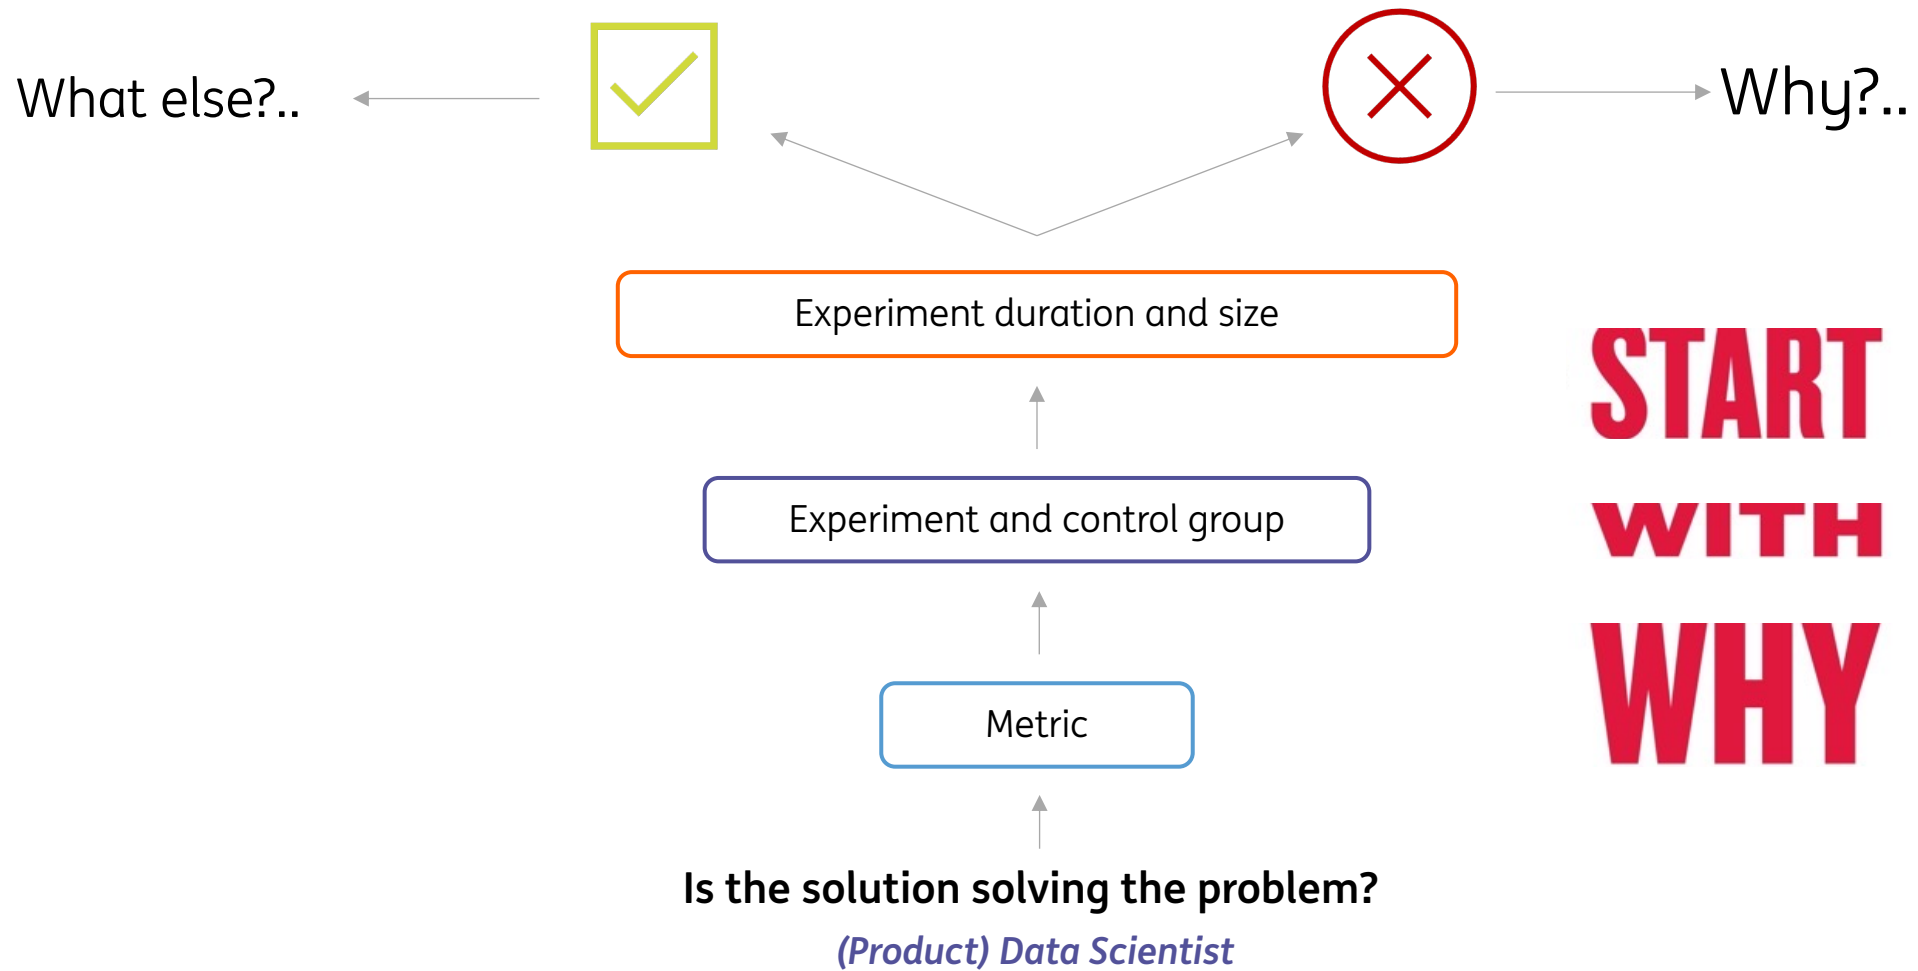 What else?..
Why?..
Experiment duration and size
Experiment and control group
Metric
Is the solution solving the problem?
(Product) Data Scientist
START
WITH
WHY